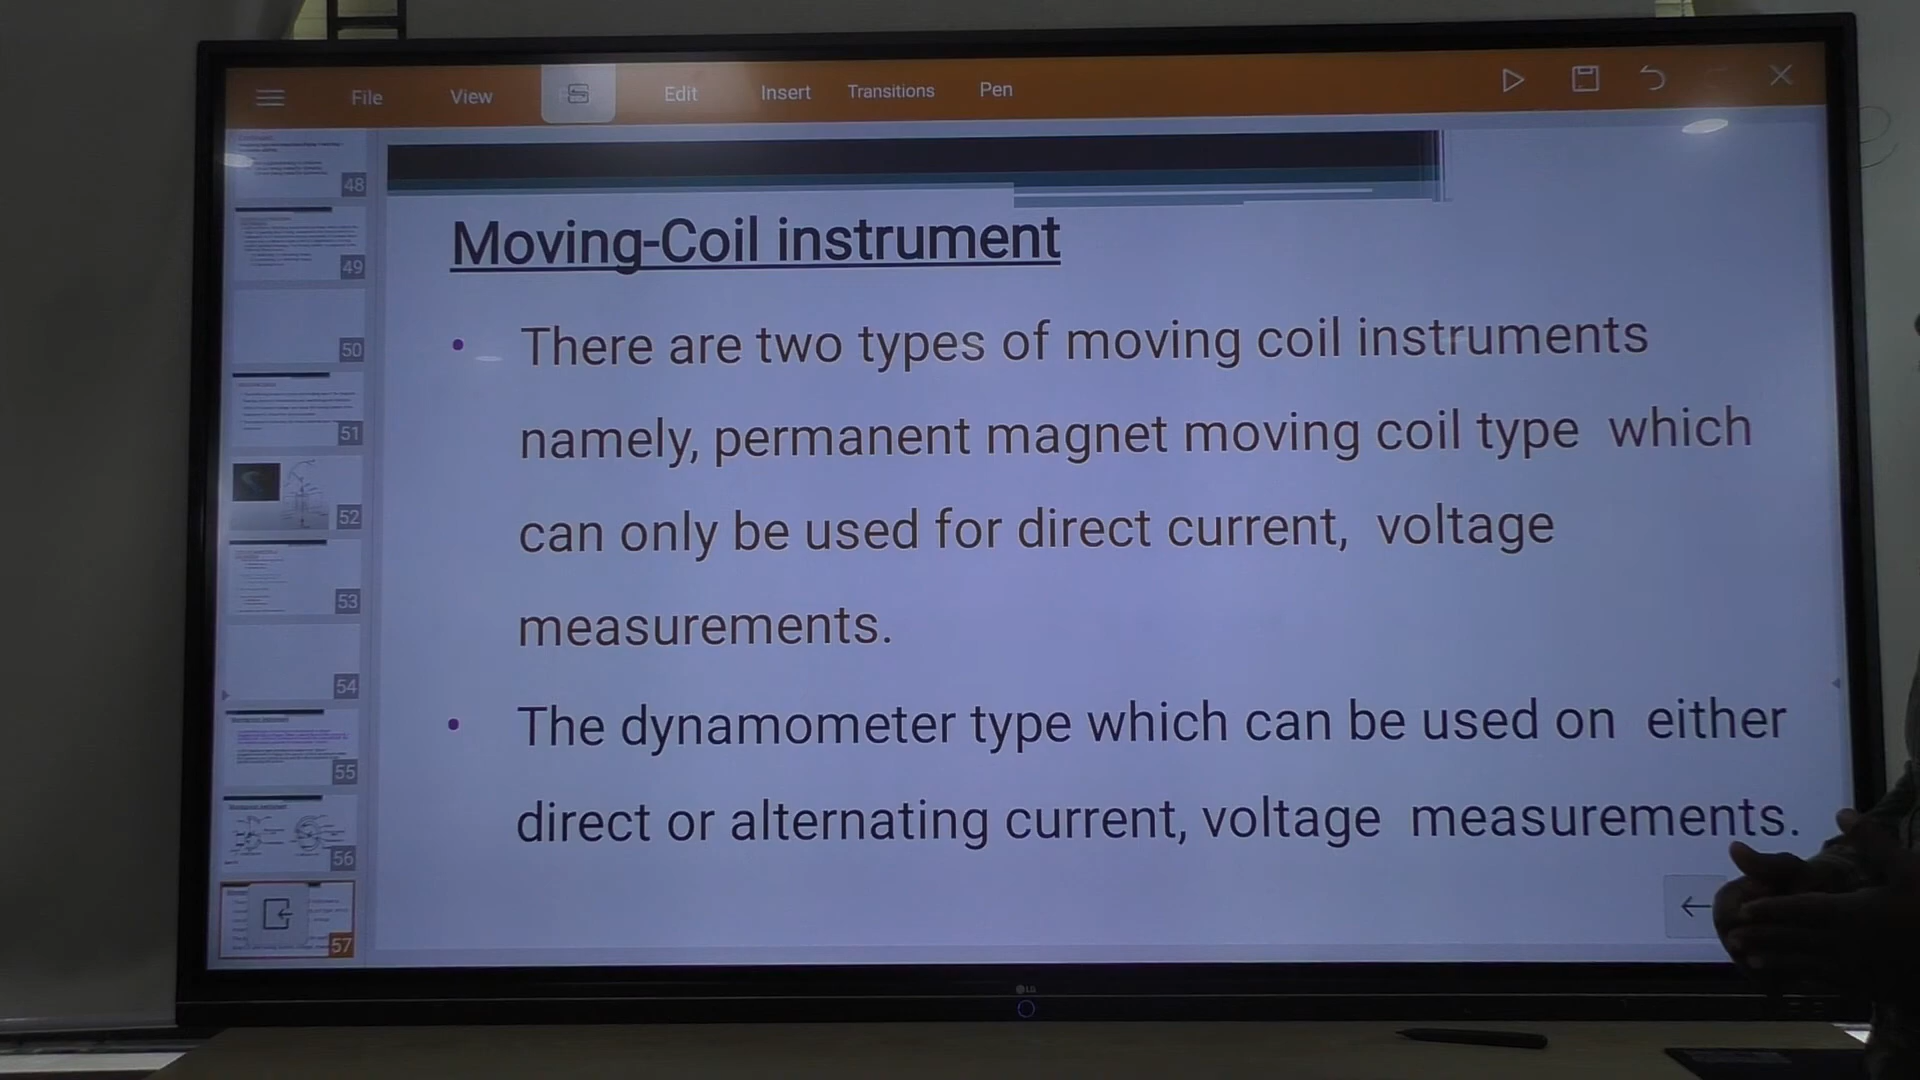 File View Edit Insert Transitions Pen
48
49
50
51
52
53
54
55
56
57
Moving-Coil instrument
• There are two types of moving coil instruments
namely, permanent magnet moving coil type which
can only be used for direct current, voltage
measurements.
• The dynamometer type which can be used on either
direct or alternating current, voltage measurements.
LG